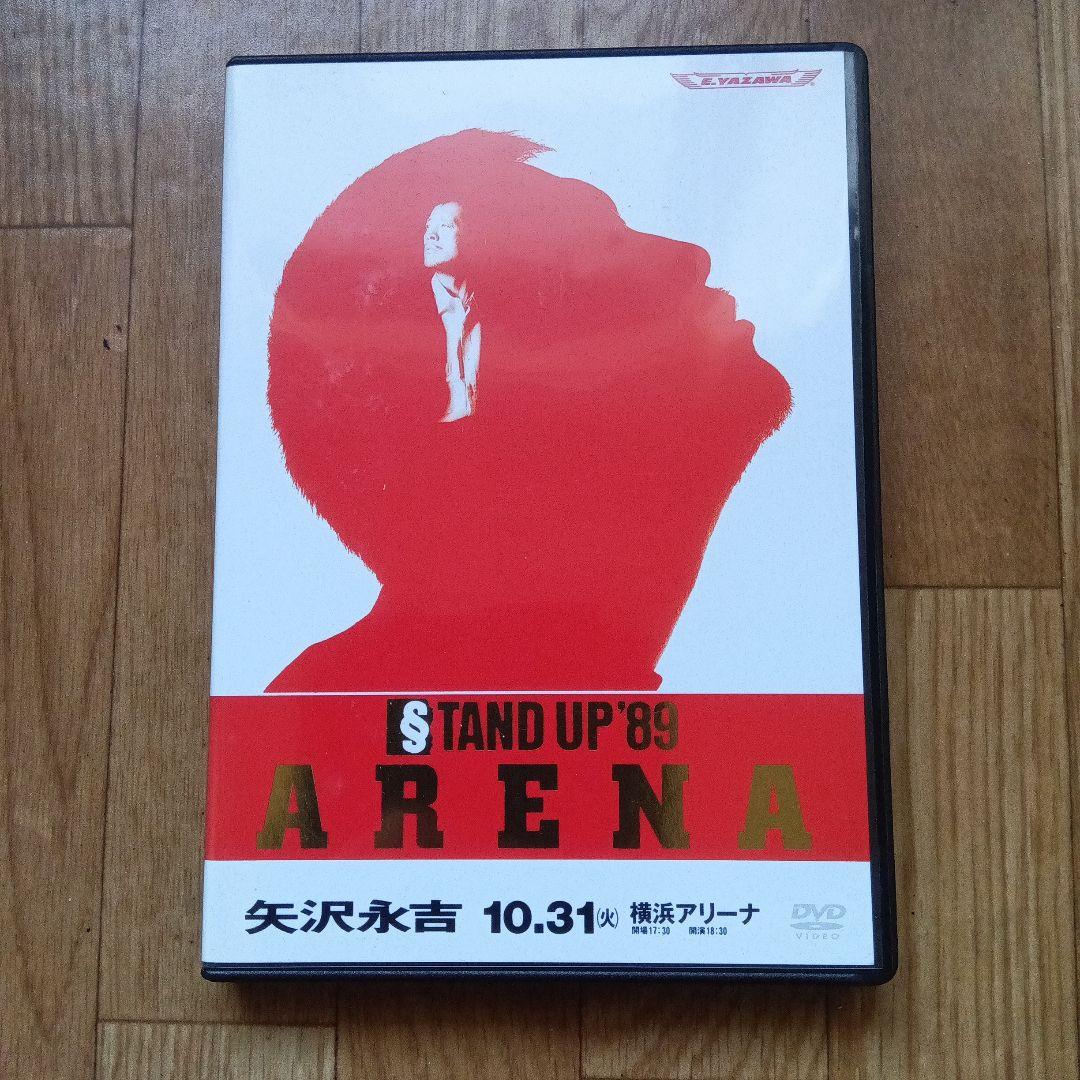 E.YAZAWA®
§TAND UP '89
ARENA
矢沢永吉 10.31(火) 横浜アリーナ
開場17:30 開演18:30
DVD
VIDEO